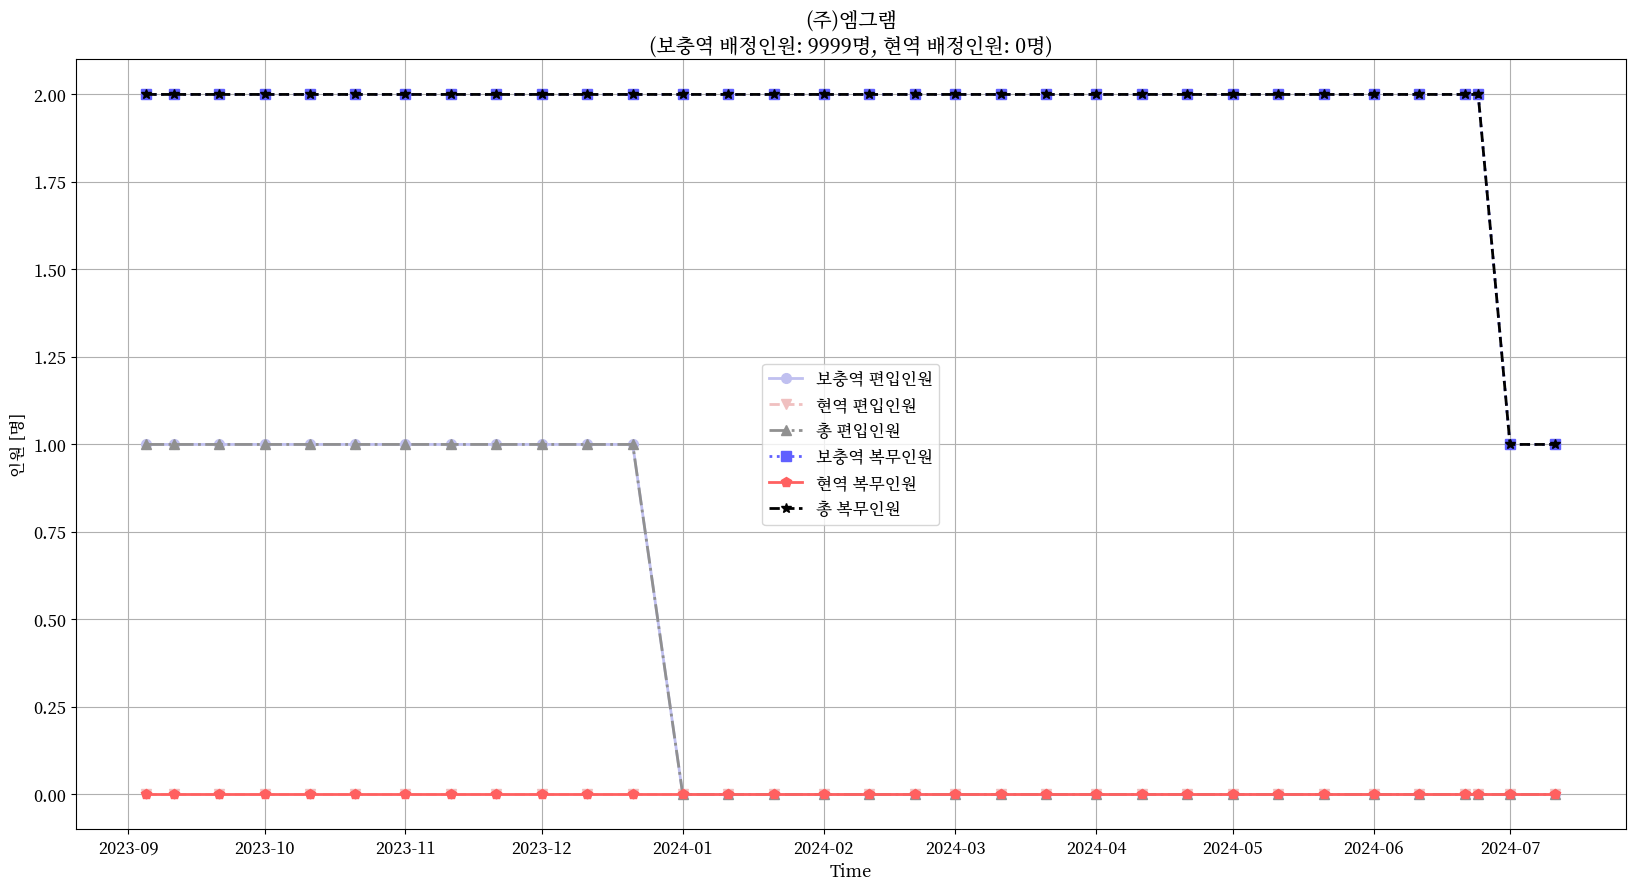 (주)엠그램
(보충역 배정인원: 9999명, 현역 배정인원: 0명)
2.00
1.75
1.50
1.25
1.00
0.75
0.50
0.25
0.00
인원 [명]
보충역 편입인원
현역 편입인원
총 편입인원
보충역 복무인원
현역 복무인원
총 복무인원
2023-09 2023-10 2023-11 2023-12 2024-01 2024-02 2024-03 2024-04 2024-05 2024-06 2024-07
Time